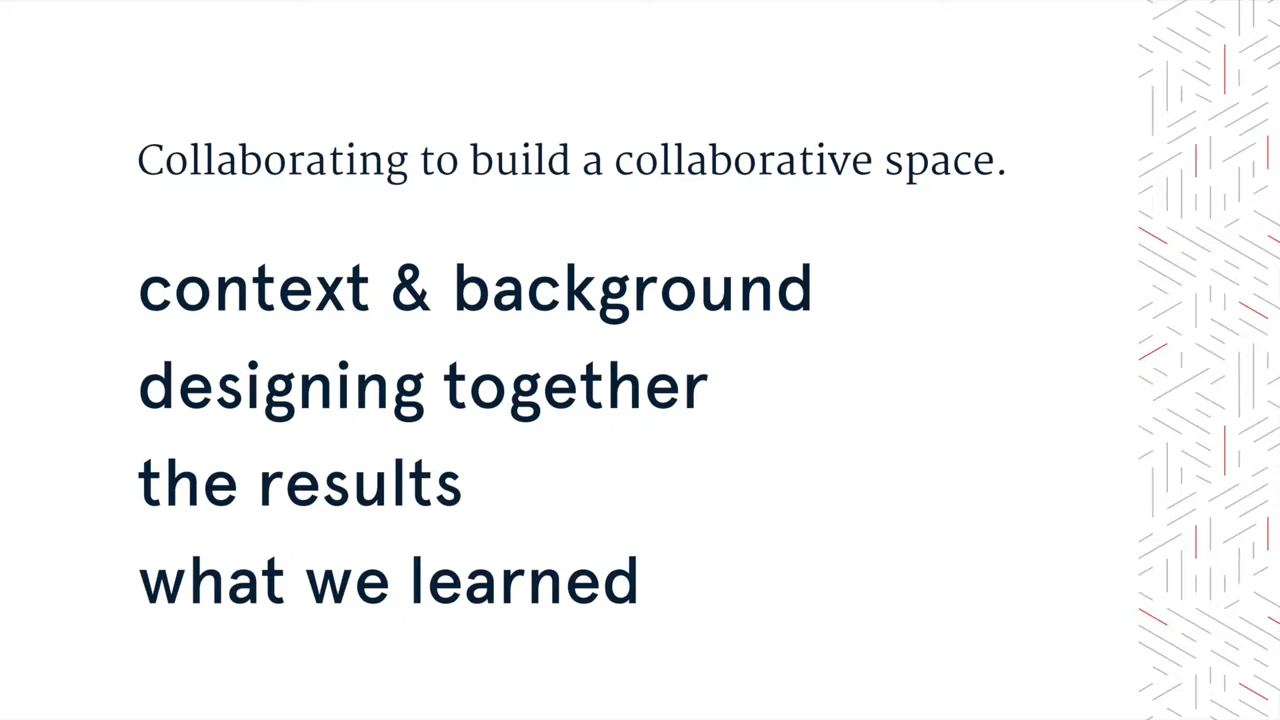 Collaborating to build a collaborative space.
context & background
designing together
the results
what we learned